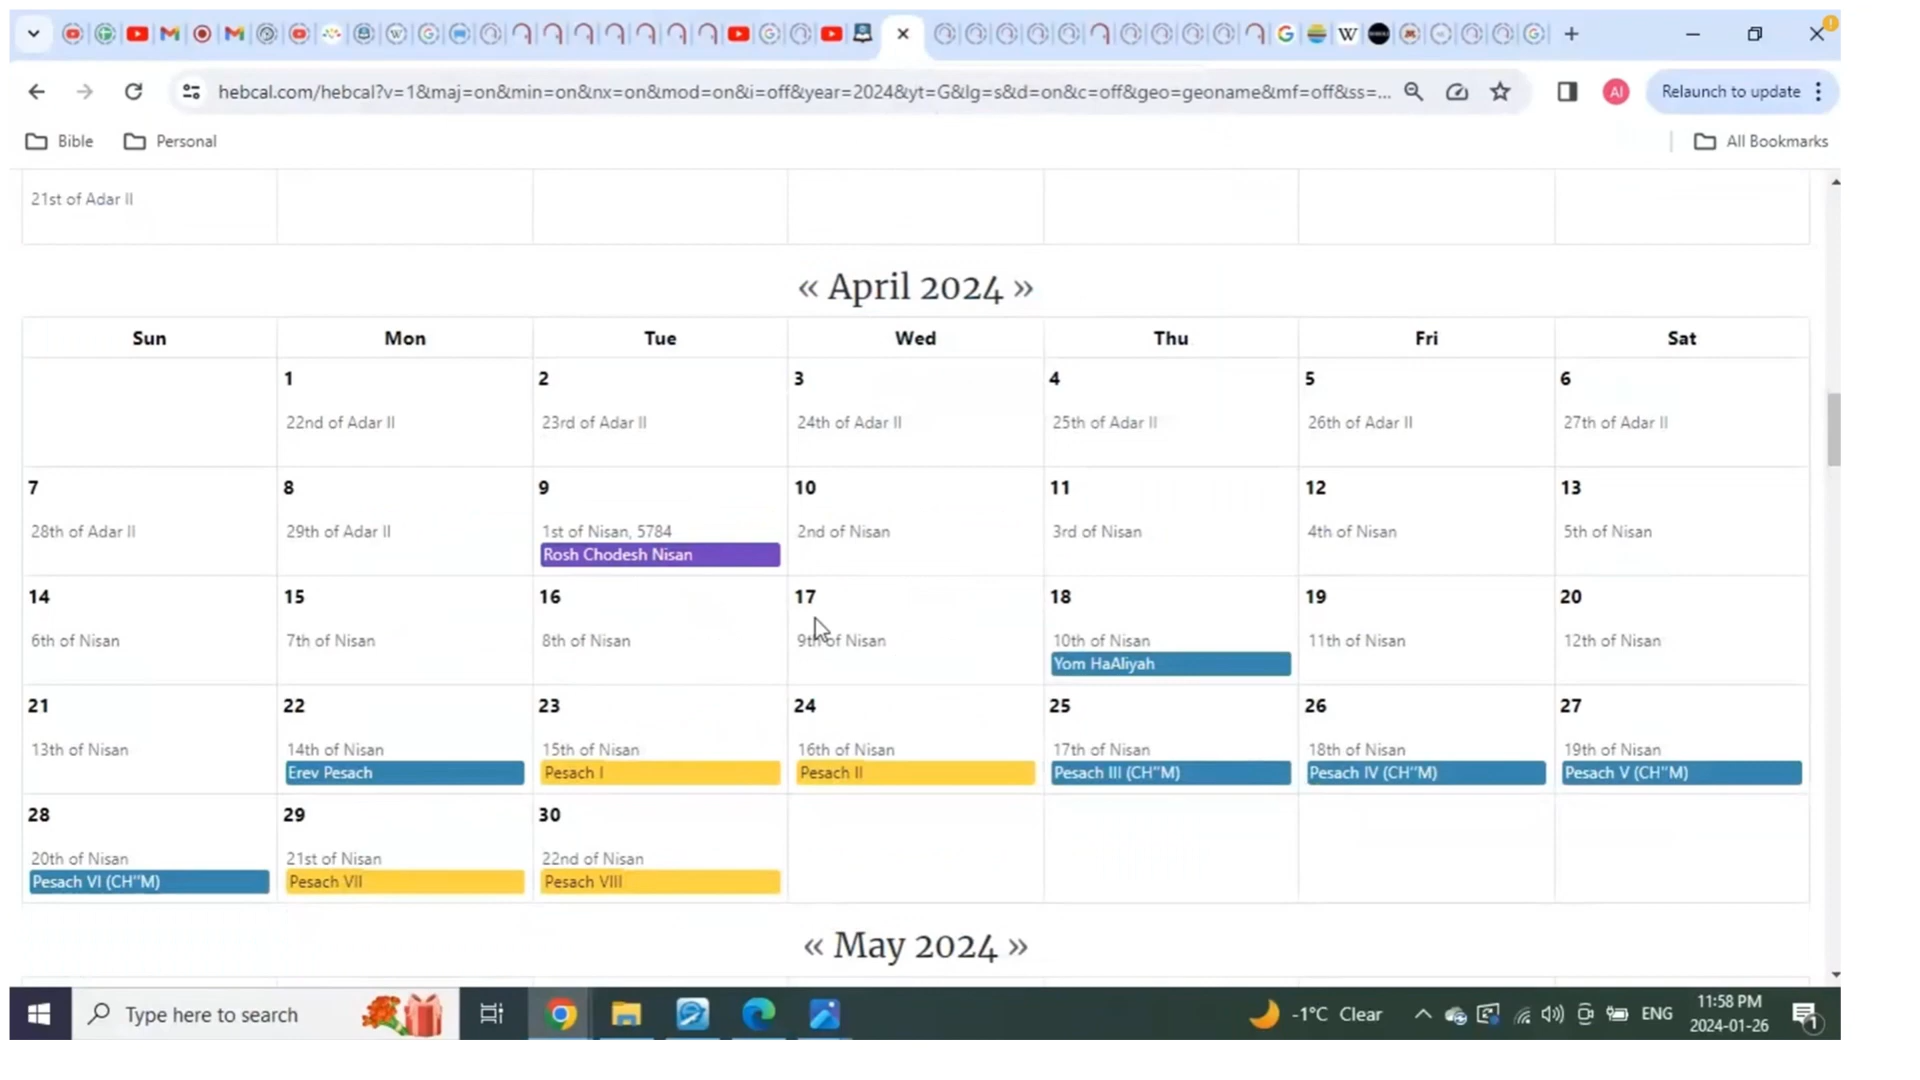 hebcal.com/hebcal?v=1&maj=on&min=on&nx=on&mod=on&i=off&year=2024&yt=G&lg=s&d=on&c=off&geo=geoname&mf=off&ss=...
Relaunch to update
Bible
Personal
All Bookmarks
21st of Adar II
« April 2024 »
Sun Mon Tue Wed Thu Fri Sat
1 2 3 4 5 6
22nd of Adar II 23rd of Adar II 24th of Adar II 25th of Adar II 26th of Adar II 27th of Adar II
7 8 9 10 11 12 13
28th of Adar II 29th of Adar II 1st of Nisan, 5784 2nd of Nisan 3rd of Nisan 4th of Nisan 5th of Nisan
Rosh Chodesh Nisan
14 15 16 17 18 19 20
6th of Nisan 7th of Nisan 8th of Nisan 9th of Nisan 10th of Nisan 11th of Nisan 12th of Nisan
Yom HaAliyah
21 22 23 24 25 26 27
13th of Nisan 14th of Nisan 15th of Nisan 16th of Nisan 17th of Nisan 18th of Nisan 19th of Nisan
Erev Pesach Pesach I Pesach II Pesach III (CH''M) Pesach IV (CH''M) Pesach V (CH''M)
28 29 30
20th of Nisan 21st of Nisan 22nd of Nisan
Pesach VI (CH''M) Pesach VII Pesach VIII
« May 2024 »
Type here to search
-1°C Clear
ENG
11:58 PM
2024-01-26
1
AI
W